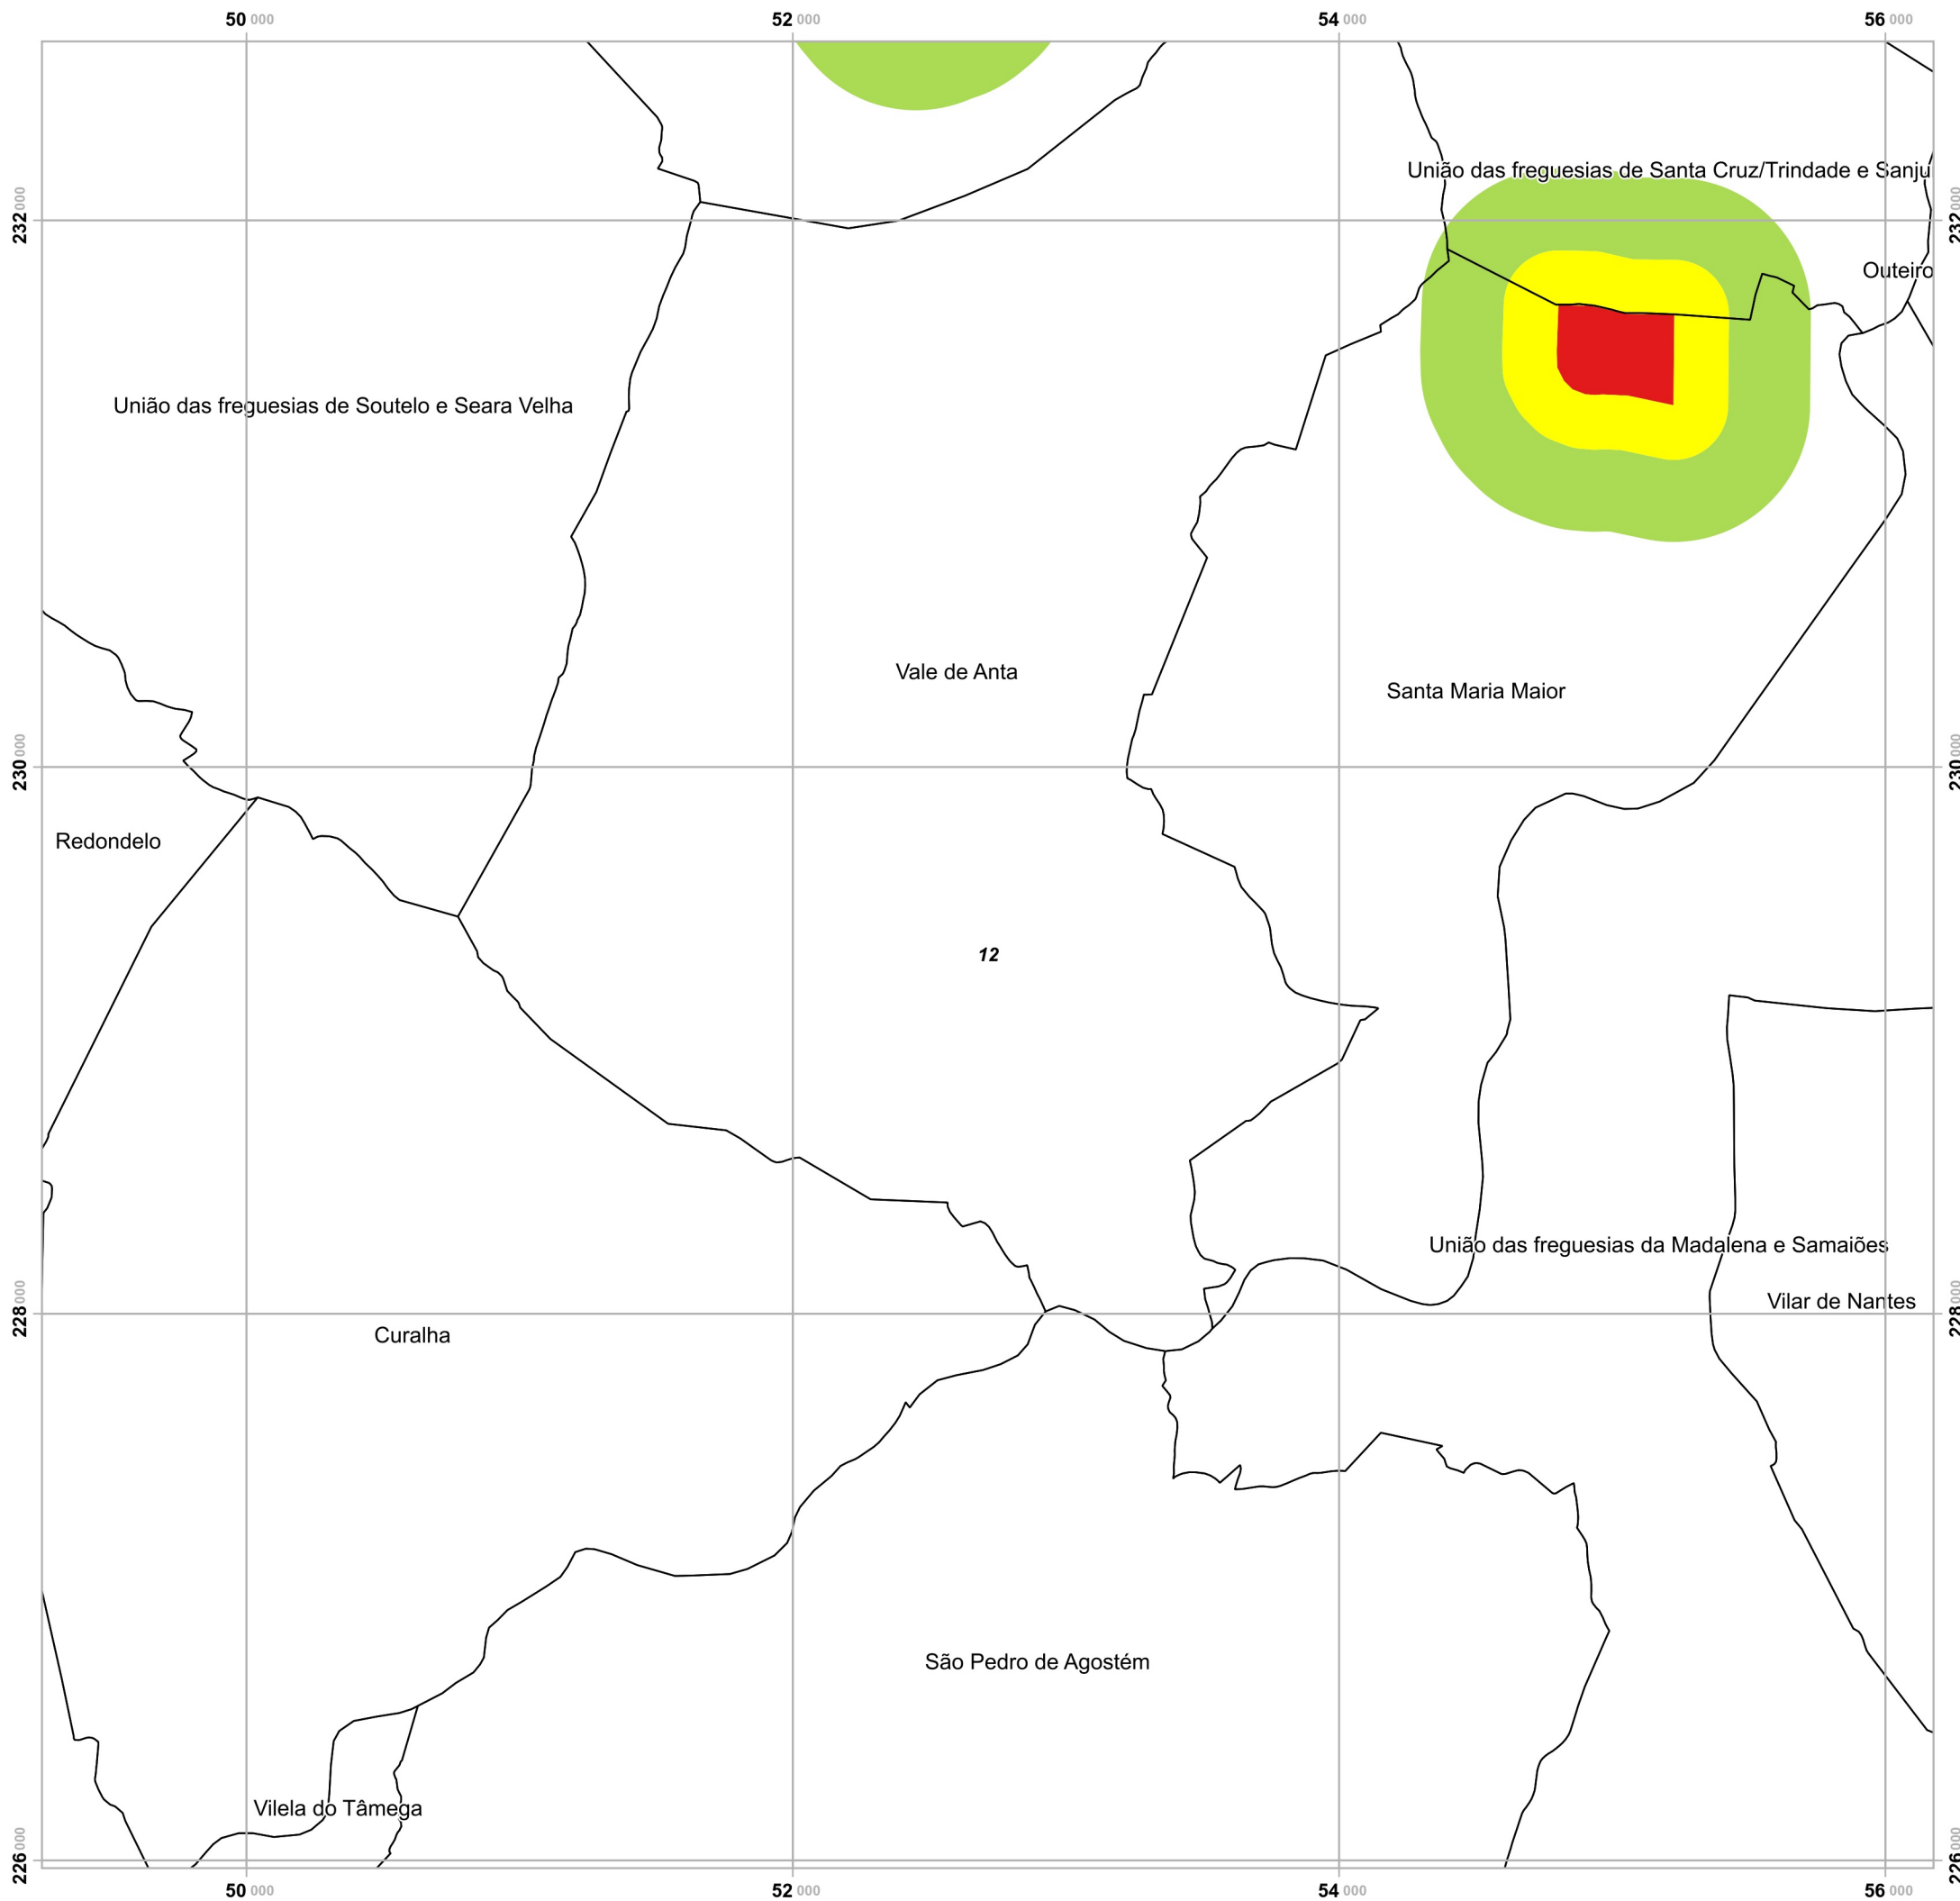 50 000 52 000 54 000 56 000
União das freguesias de Santa Cruz/Trindade e Sanju
232 000 232 000
Outeiro
União das freguesias de Soutelo e Seara Velha
Vale de Anta
Santa Maria Maior
230 000 230 000
Redondelo
12
União das freguesias da Madalena e Samaiões
Vilar de Nantes
228 000 228 000
Curalha
São Pedro de Agostém
Vilela do Tâmega
226 000 226 000
50 000 52 000 54 000 56 000